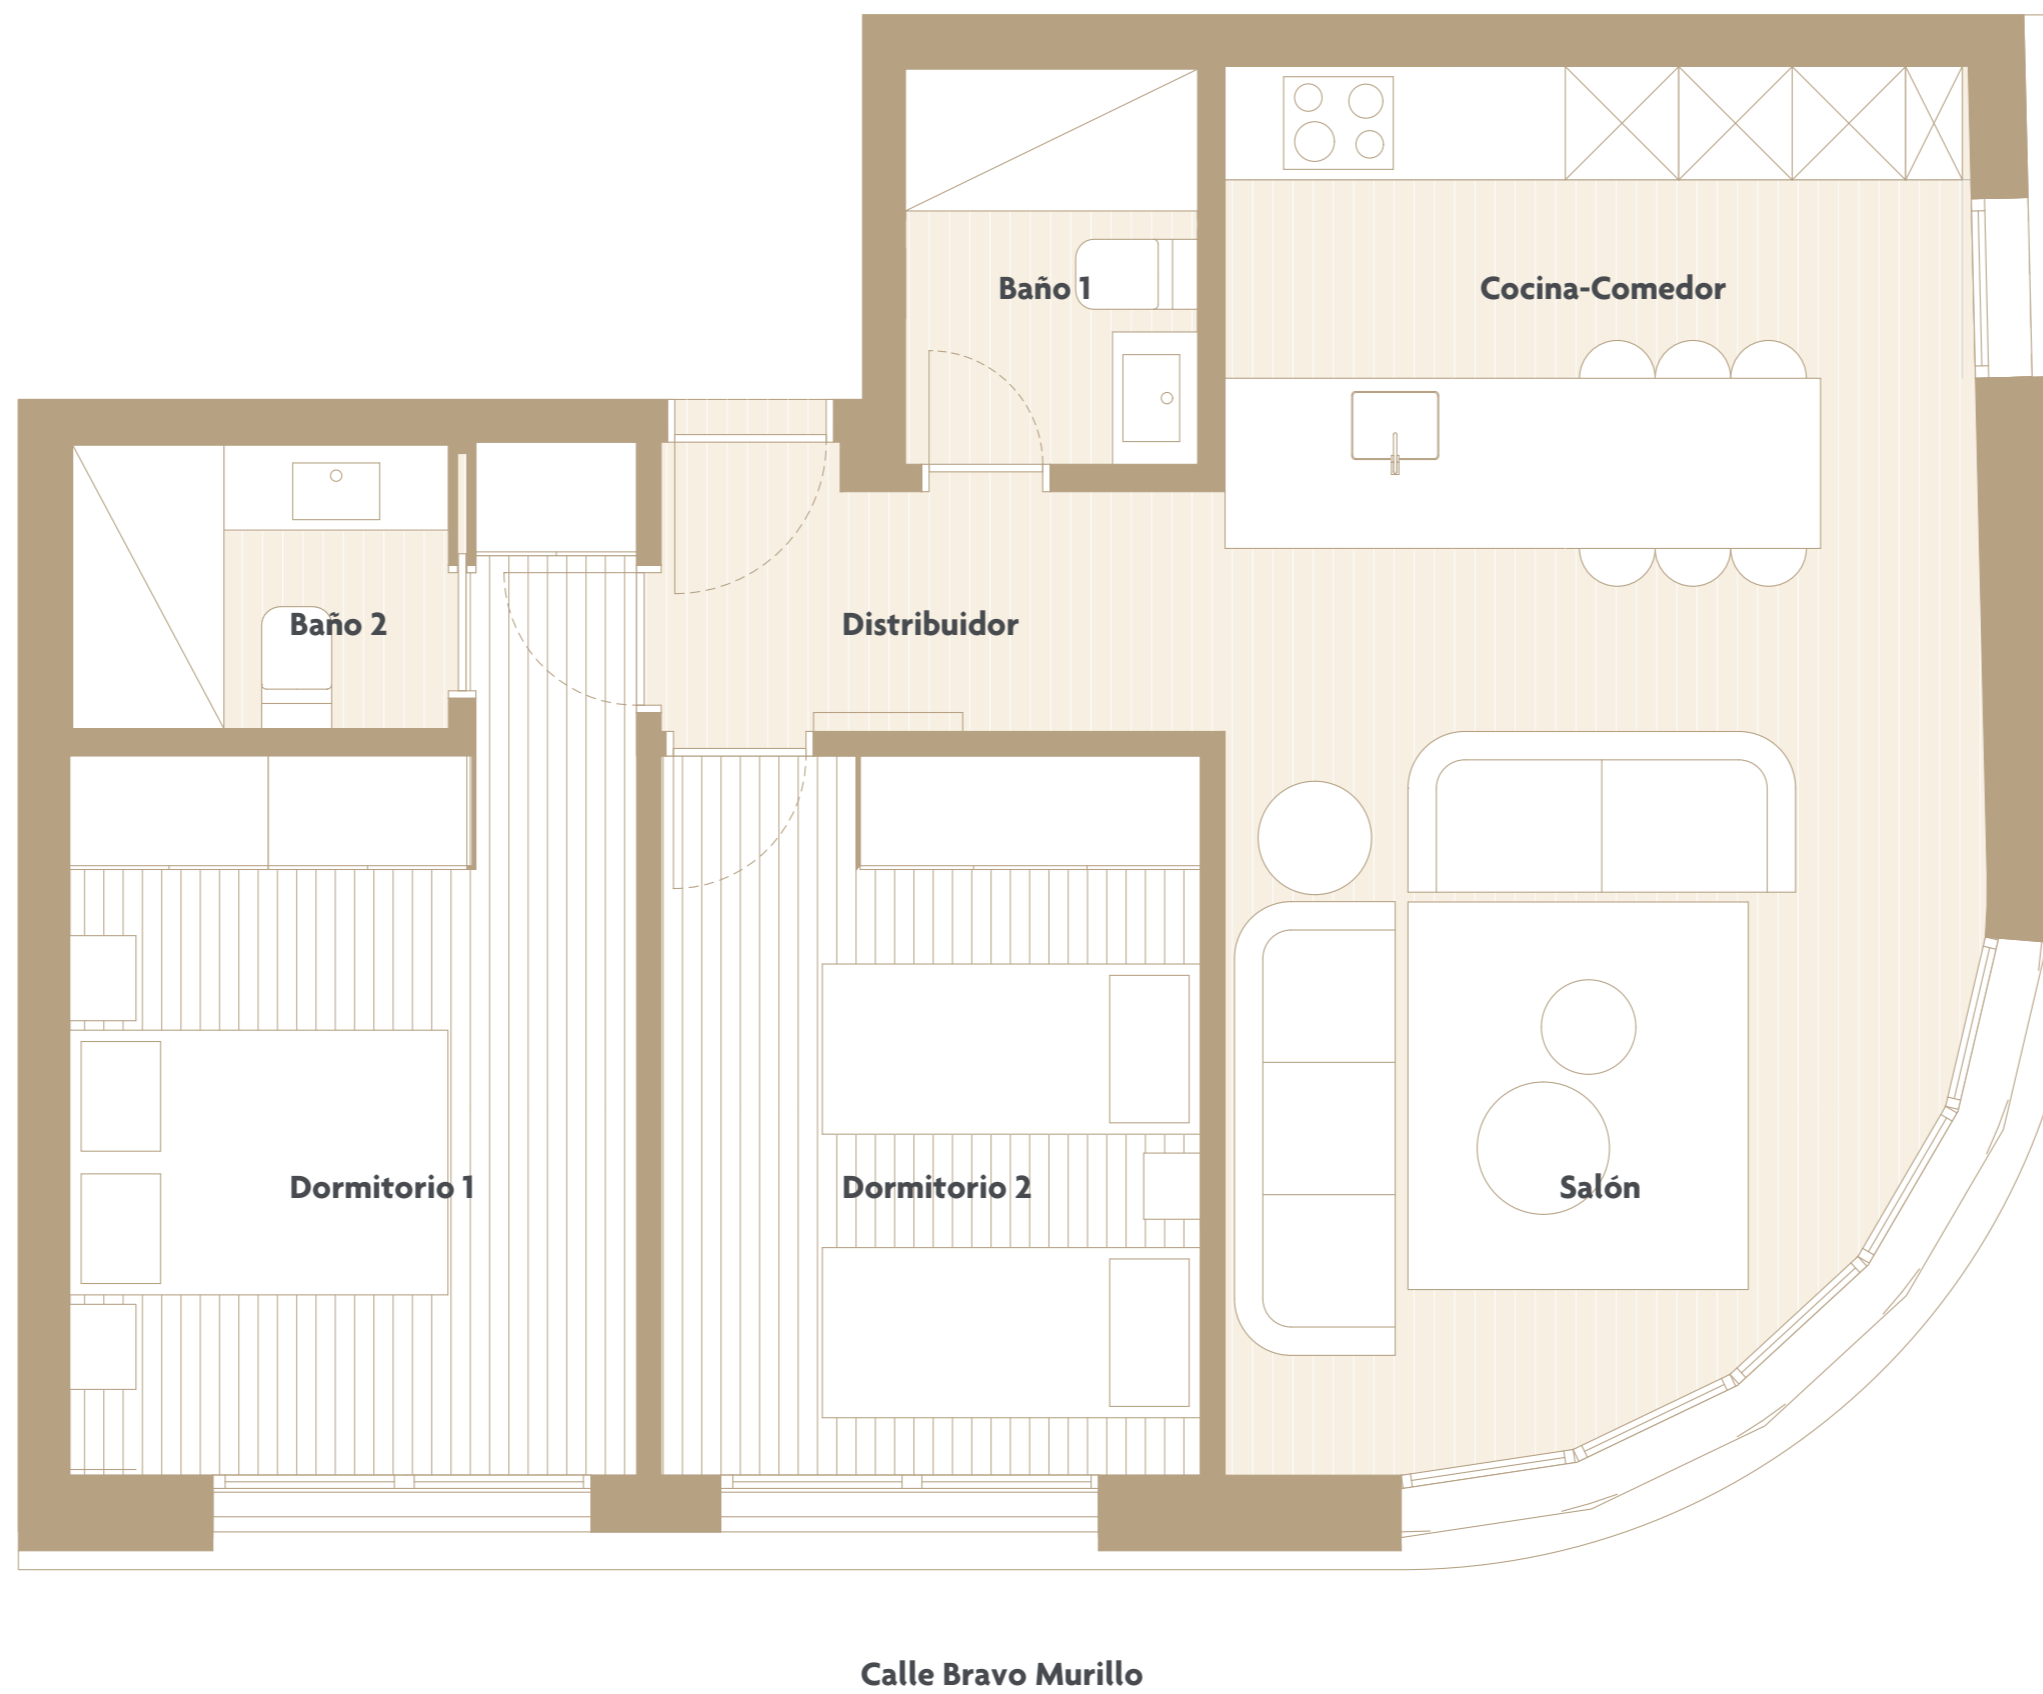 Baño 1
Cocina-Comedor
Baño 2
Distribuidor
Dormitorio 1
Dormitorio 2
Salón
Calle Bravo Murillo